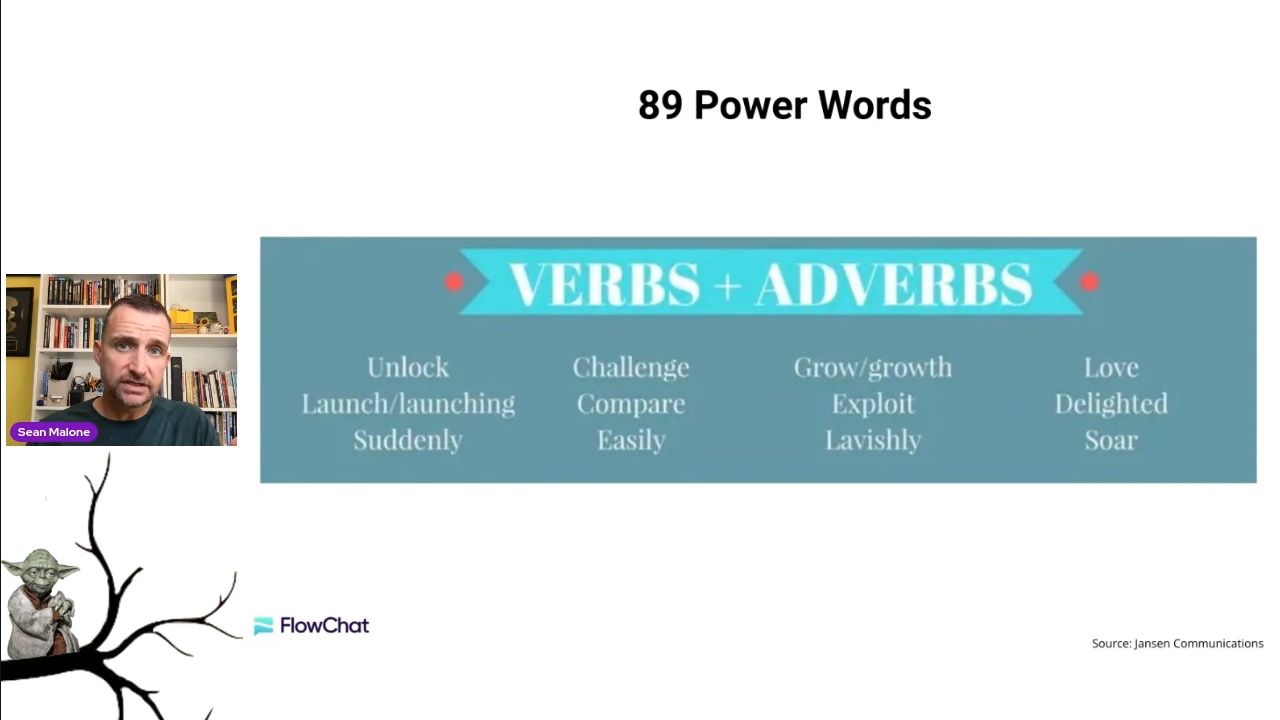 89 Power Words
VERBS + ADVERBS
Unlock Challenge Grow/growth Love
Launch/launching Compare Exploit Delighted
Suddenly Easily Lavishly Soar
Sean Malone
FlowChat
Source: Jansen Communications